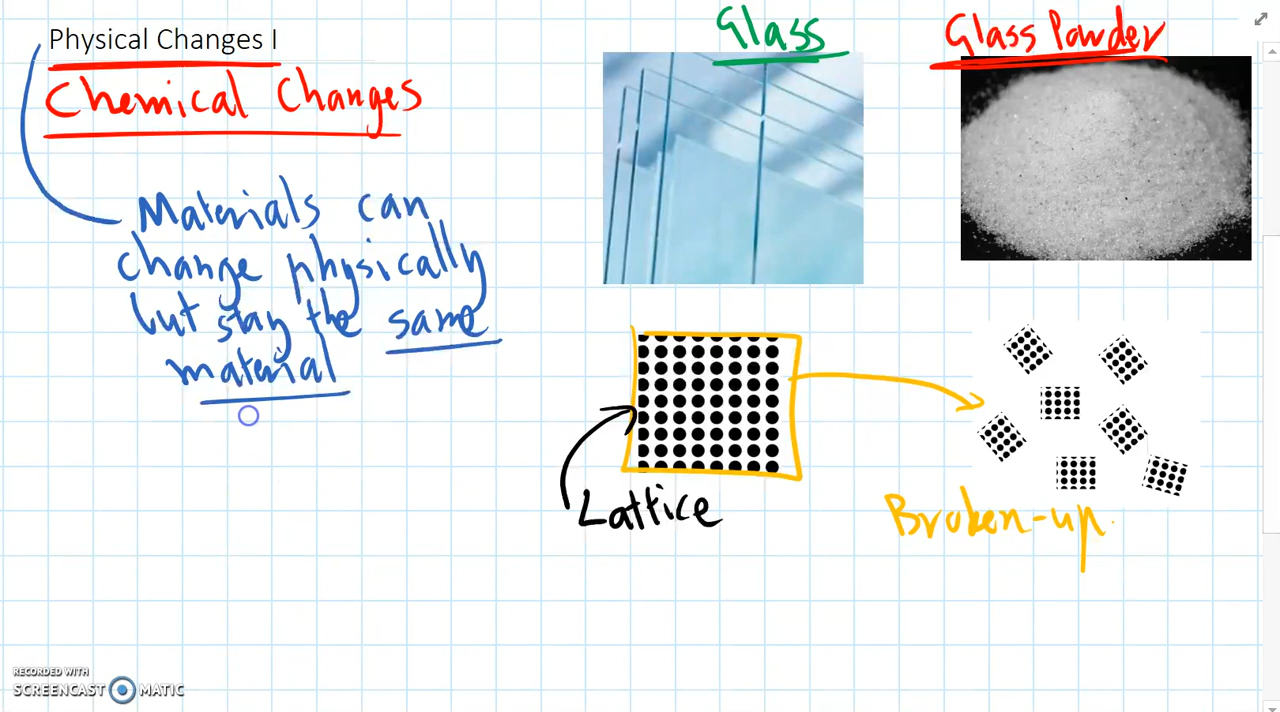 Physical Changes I
Chemical Changes
Materials can
change physically
but stay the same
material
Glass
Glass Powder
Lattice
Broken-up.
RECORDED WITH
SCREENCAST MATIC